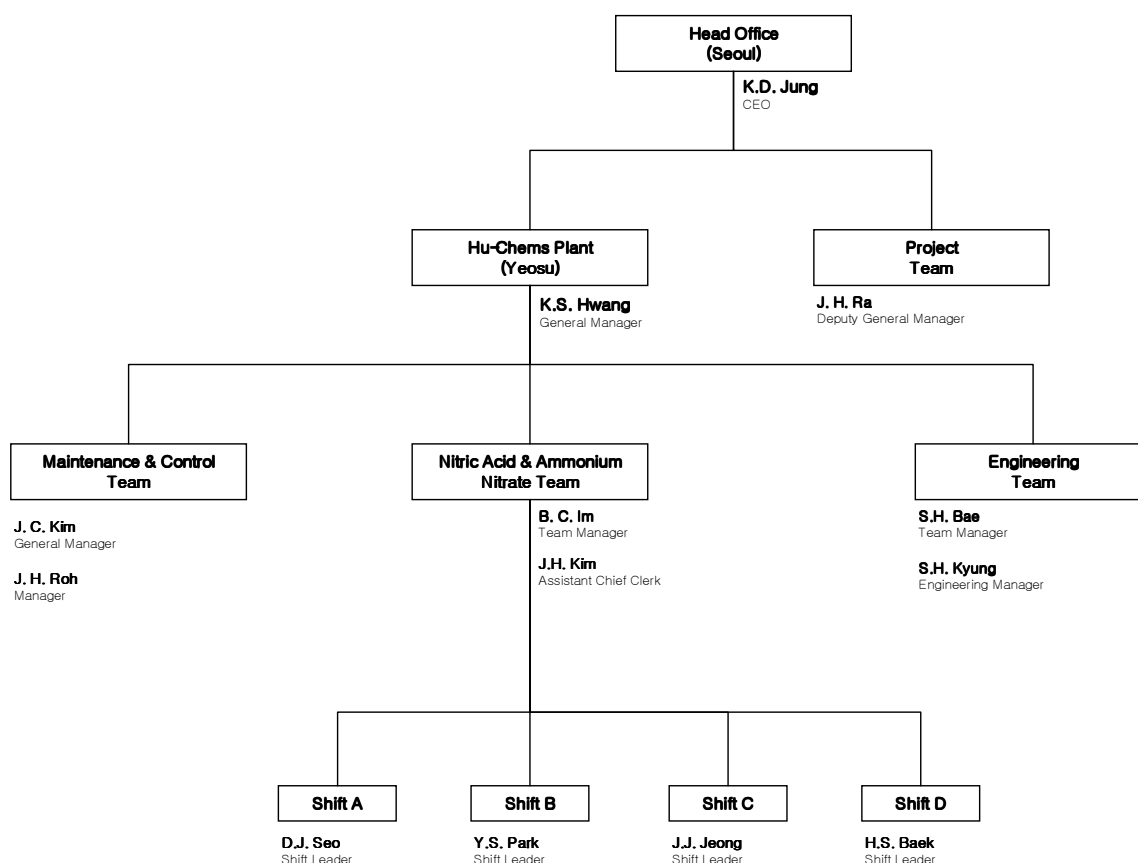 Head Office
(Seoul)
K.D. Jung
CEO
Hu-Chems Plant
(Yeosu)
Project
Team
K.S. Hwang
General Manager
J. H. Ra
Deputy General Manager
Maintenance & Control
Team
Nitric Acid & Ammonium
Nitrate Team
Engineering
Team
J. C. Kim
General Manager
J. H. Roh
Manager
B. C. Im
Team Manager
J.H. Kim
Assistant Chief Clerk
S.H. Bae
Team Manager
S.H. Kyung
Engineering Manager
Shift A
Shift B
Shift C
Shift D
D.J. Seo
Shift Leader
Y.S. Park
Shift Leader
J.J. Jeong
Shift Leader
H.S. Baek
Shift Leader